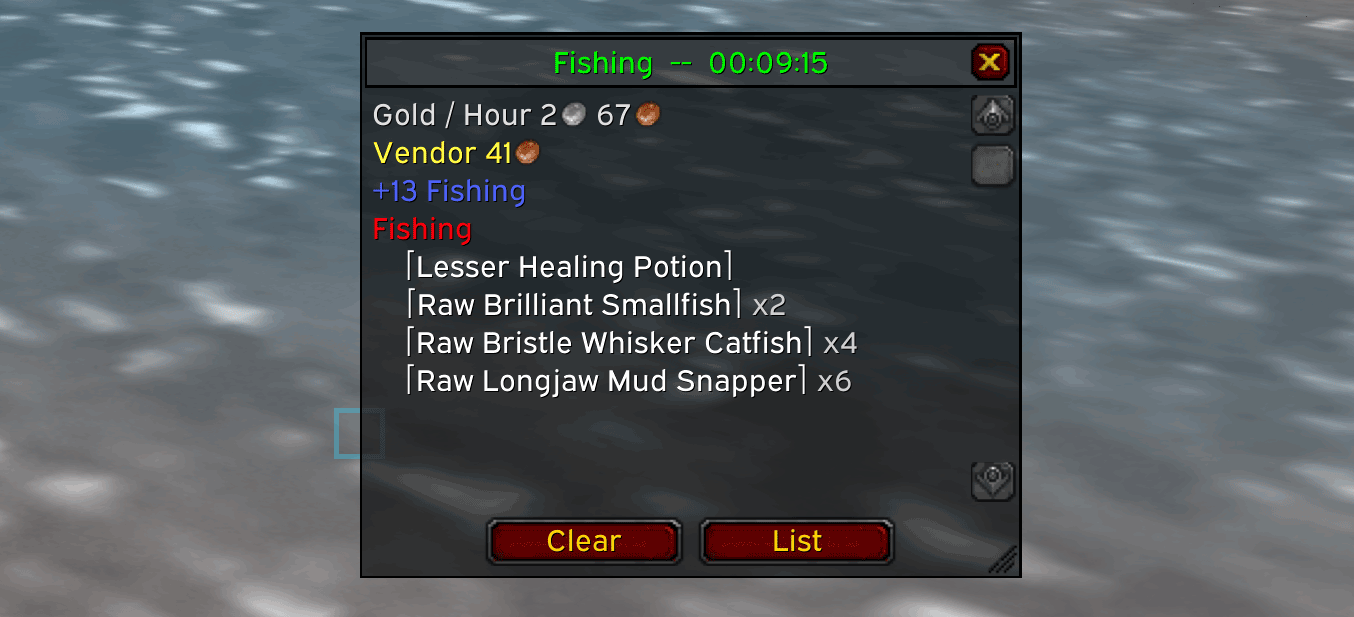 Fishing -- 00:09:15
Gold / Hour 2 67
Vendor 41
+13 Fishing
Fishing
[Lesser Healing Potion]
[Raw Brilliant Smallfish] x2
[Raw Bristle Whisker Catfish] x4
[Raw Longjaw Mud Snapper] x6
Clear List